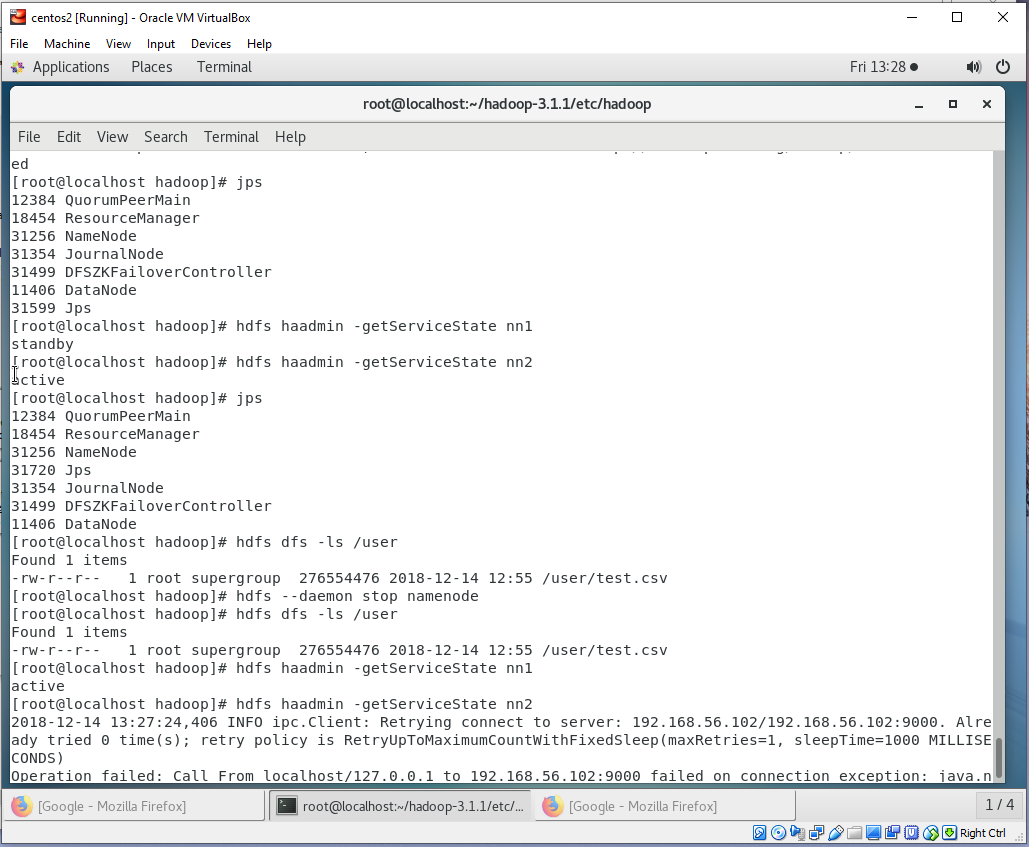 centos2 [Running] - Oracle VM VirtualBox
File Machine View Input Devices Help
Applications Places Terminal Fri 13:28
root@localhost:~/hadoop-3.1.1/etc/hadoop
File Edit View Search Terminal Help
ed
[root@localhost hadoop]# jps
12384 QuorumPeerMain
18454 ResourceManager
31256 NameNode
31354 JournalNode
31499 DFSZKFailoverController
11406 DataNode
31599 Jps
[root@localhost hadoop]# hdfs haadmin -getServiceState nn1
standby
[root@localhost hadoop]# hdfs haadmin -getServiceState nn2
active
[root@localhost hadoop]# jps
12384 QuorumPeerMain
18454 ResourceManager
31256 NameNode
31720 Jps
31354 JournalNode
31499 DFSZKFailoverController
11406 DataNode
[root@localhost hadoop]# hdfs dfs -ls /user
Found 1 items
-rw-r--r--   1 root supergroup  276554476 2018-12-14 12:55 /user/test.csv
[root@localhost hadoop]# hdfs --daemon stop namenode
[root@localhost hadoop]# hdfs dfs -ls /user
Found 1 items
-rw-r--r--   1 root supergroup  276554476 2018-12-14 12:55 /user/test.csv
[root@localhost hadoop]# hdfs haadmin -getServiceState nn1
active
[root@localhost hadoop]# hdfs haadmin -getServiceState nn2
2018-12-14 13:27:24,406 INFO ipc.Client: Retrying connect to server: 192.168.56.102/192.168.56.102:9000. Alre
ady tried 0 time(s); retry policy is RetryUpToMaximumCountWithFixedSleep(maxRetries=1, sleepTime=1000 MILLISE
CONDS)
Operation failed: Call From localhost/127.0.0.1 to 192.168.56.102:9000 failed on connection exception: java.n
[Google - Mozilla Firefox] root@localhost:~/hadoop-3.1.1/etc/... [Google - Mozilla Firefox] 1 / 4
Right Ctrl